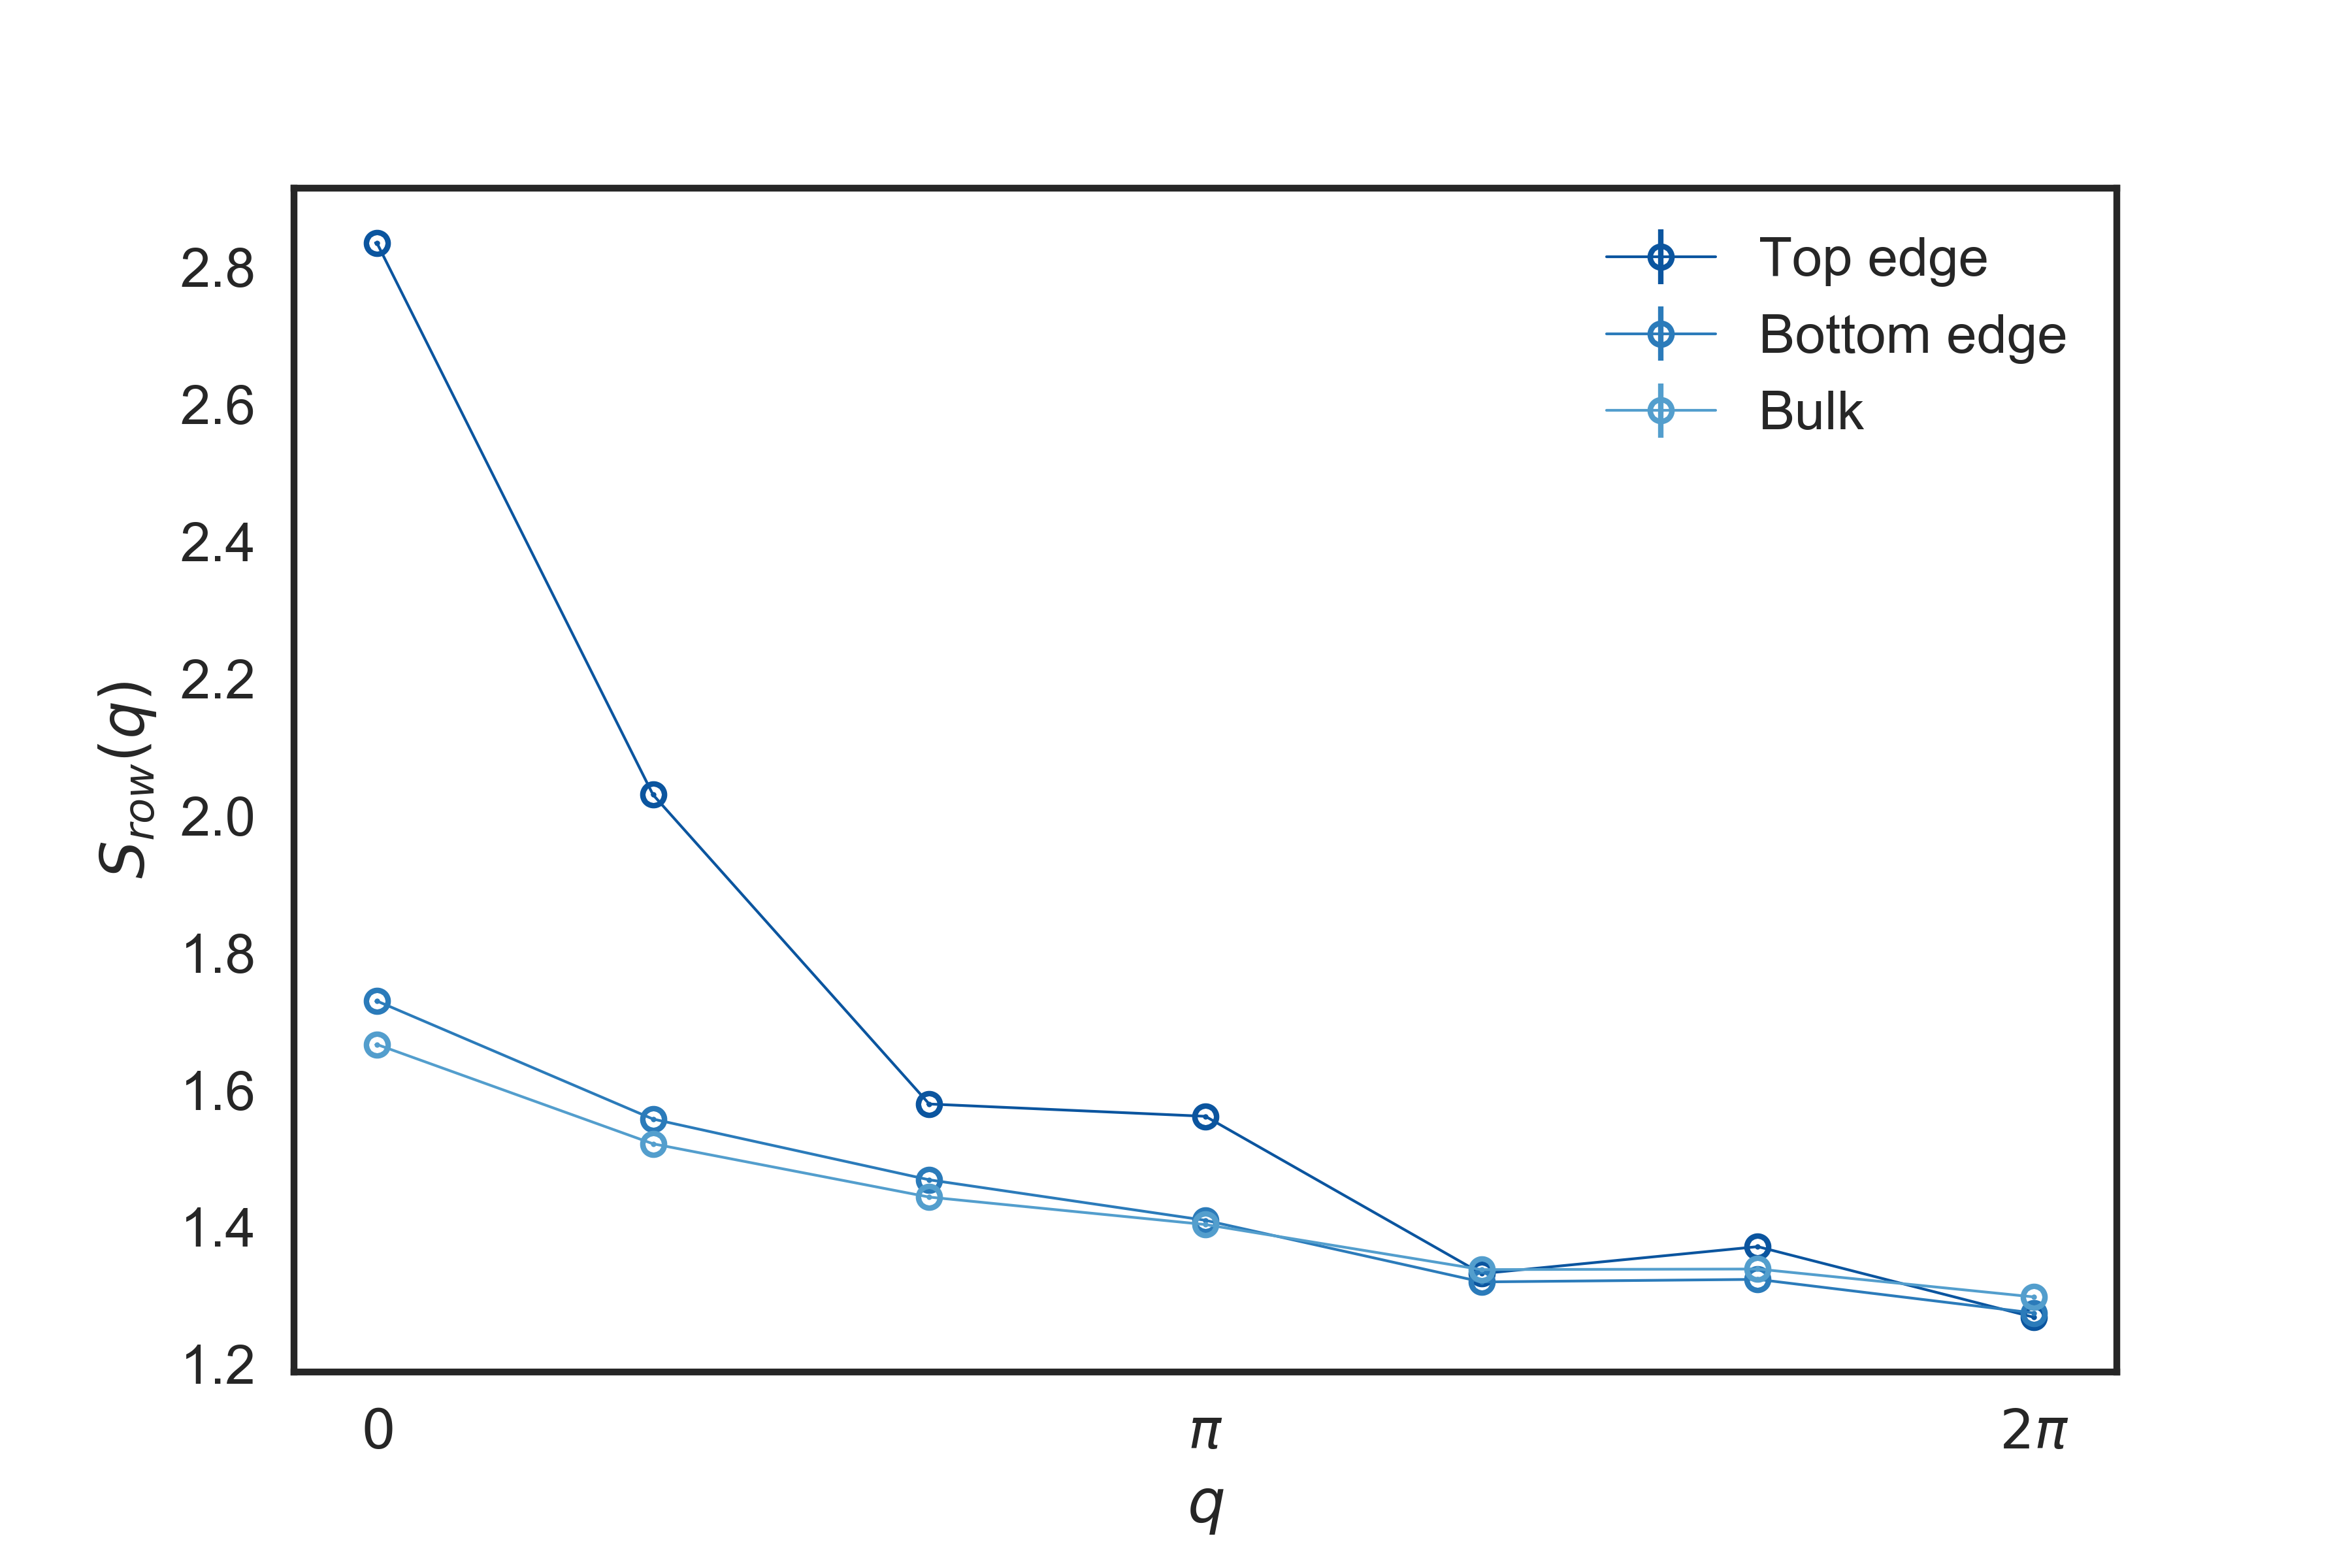 Top edge
Bottom edge
Bulk
2.8
2.6
2.4
2.2
2.0
1.8
1.6
1.4
1.2
S_row(q)
0 π 2π
q